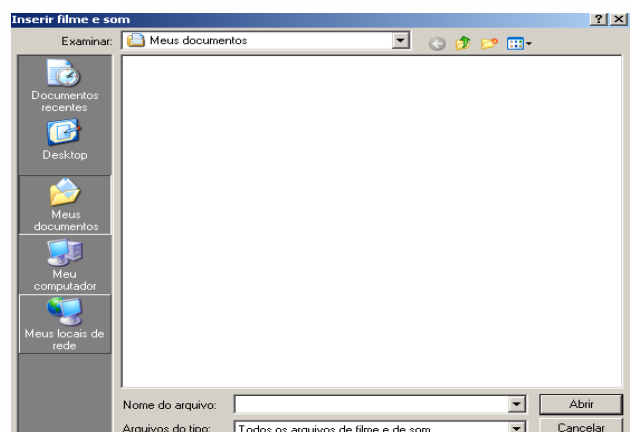 Inserir filme e som
Examinar:
Meus documentos
Documentos
recentes
Desktop
Meus
documentos
Meu
computador
Meus locais de
rede
Nome do arquivo:
Abrir
Arquivos do tipo:
Todos os arquivos de filme e de som
Cancelar